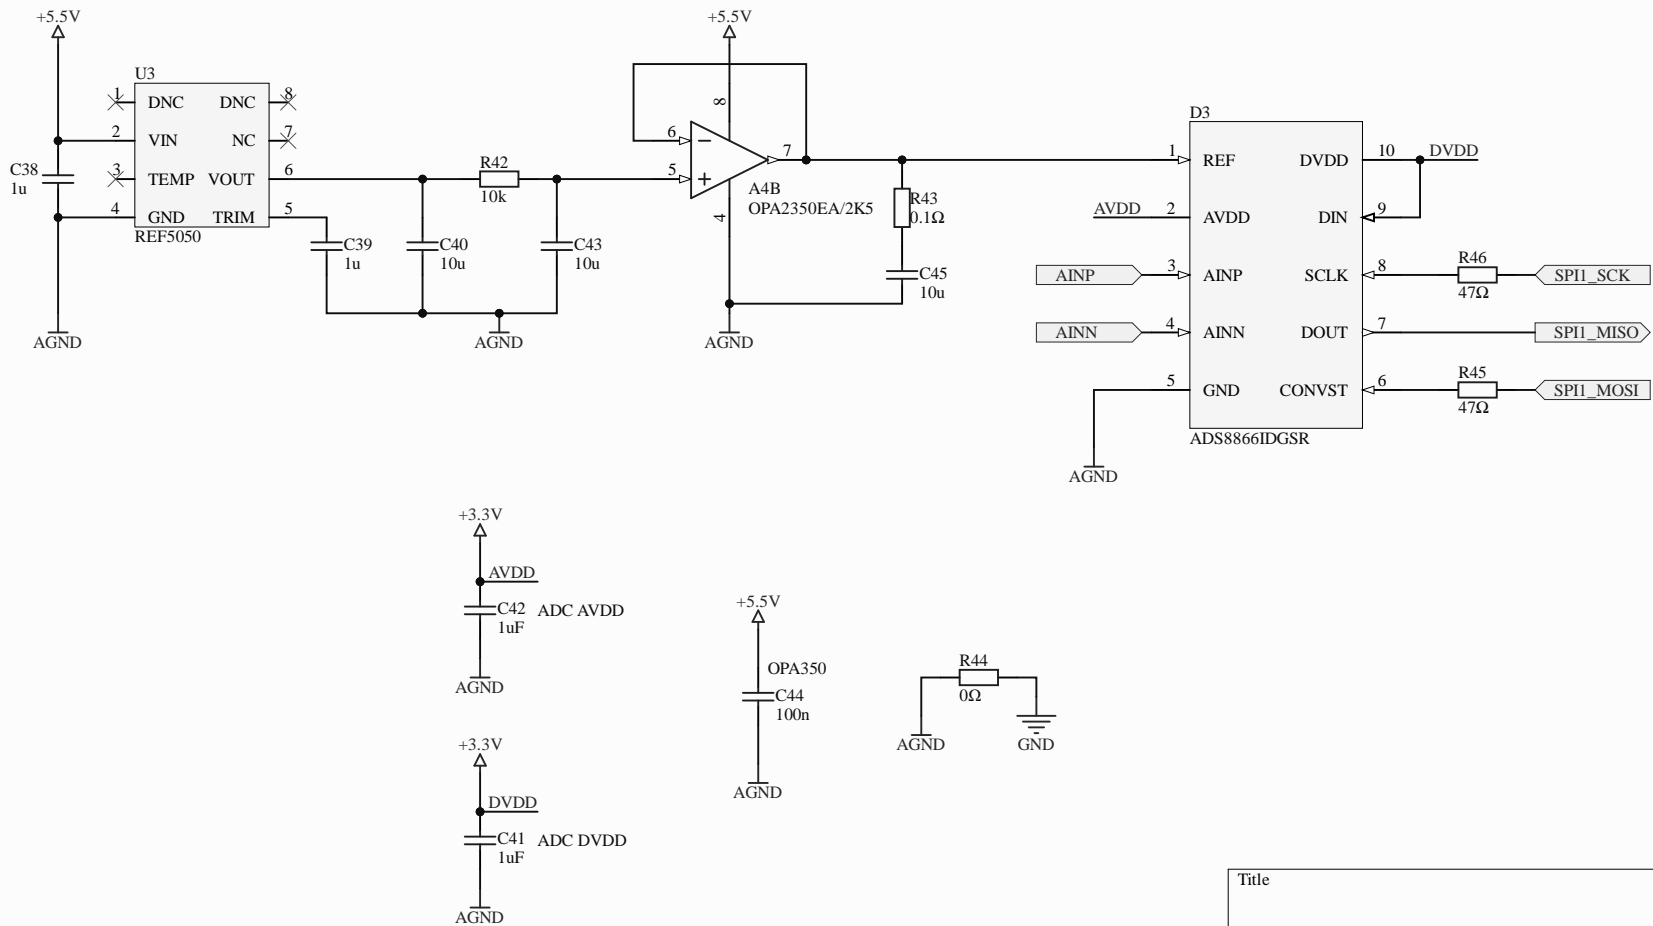 +5.5V
U3
1 DNC DNC 8
2 VIN NC 7
3 TEMP VOUT 6
4 GND TRIM 5
REF5050
C38
1u
AGND
C39
1u
C40
10u
R42
10k
C43
10u
AGND
+5.5V
8
6
5
7
4
A4B
OPA2350EA/2K5
R43
0.1Ω
C45
10u
AGND
D3
1 REF DVDD 10 DVDD
AVDD 2 AVDD DIN 9
AINP 3 AINP SCLK 8 R46 SPI1_SCK
47Ω
AINN 4 AINN DOUT 7 SPI1_MISO
5 GND CONVST 6 R45 SPI1_MOSI
47Ω
ADS8866IDGSR
AGND
+3.3V
AVDD
C42 ADC AVDD
1uF
AGND
+5.5V
OPA350
C44
100n
AGND
R44
0Ω
AGND
GND
+3.3V
DVDD
C41 ADC DVDD
1uF
AGND
Title